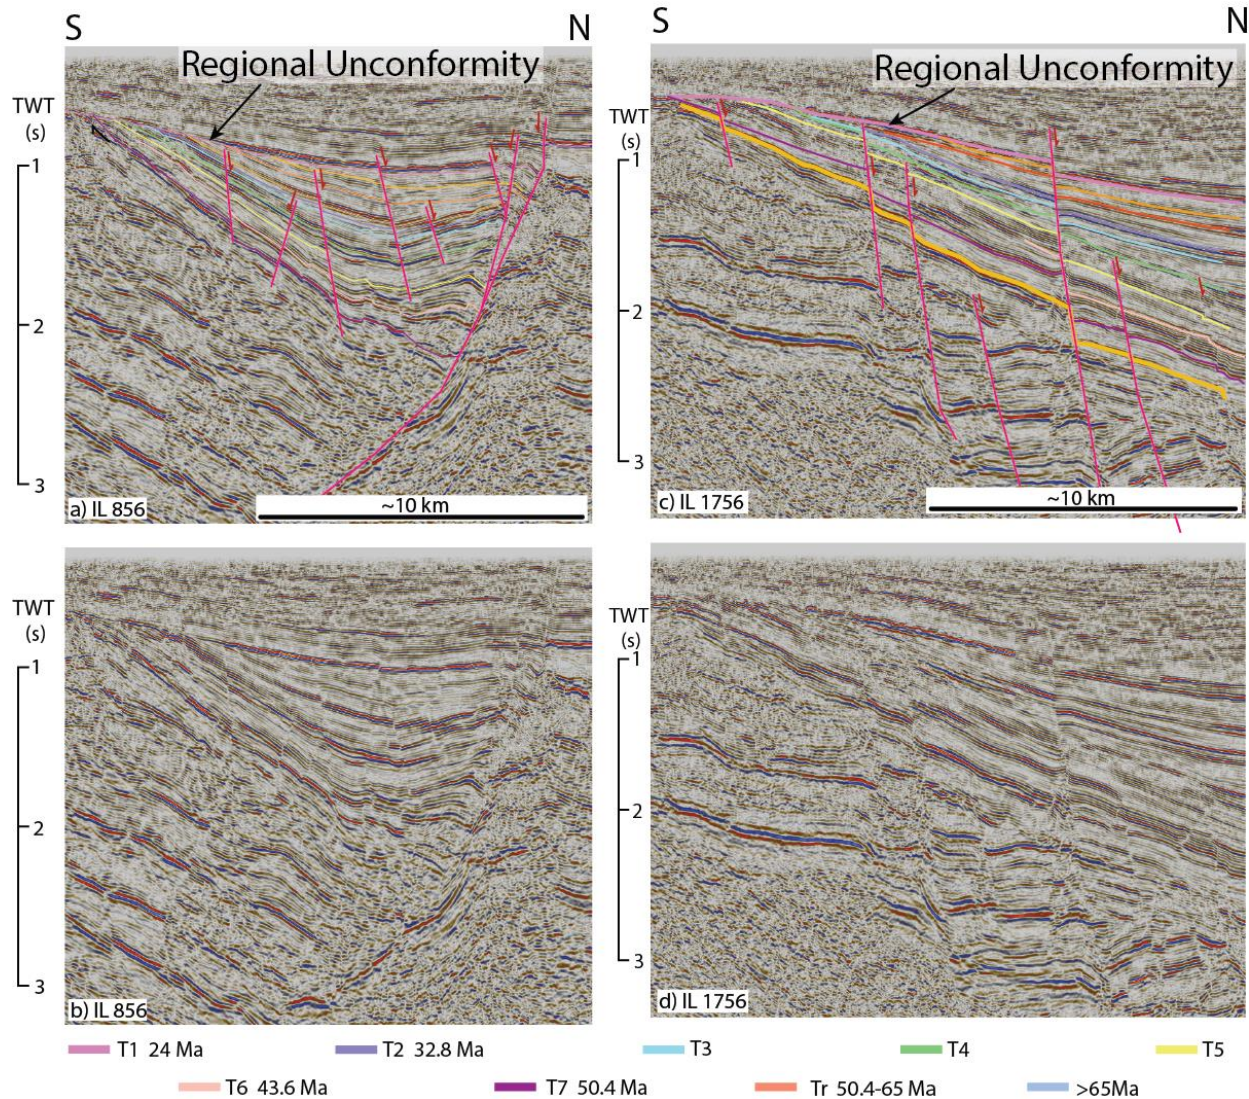 S N S N
Regional Unconformity
Regional Unconformity
TWT
(s)
1
2
3
a) IL 856
~10 km
TWT
(s)
1
2
3
c) IL 1756
~10 km
TWT
(s)
1
2
3
b) IL 856
TWT
(s)
1
2
3
d) IL 1756
T1 24 Ma T2 32.8 Ma T3 T4 T5
T6 43.6 Ma T7 50.4 Ma Tr 50.4-65 Ma >65Ma